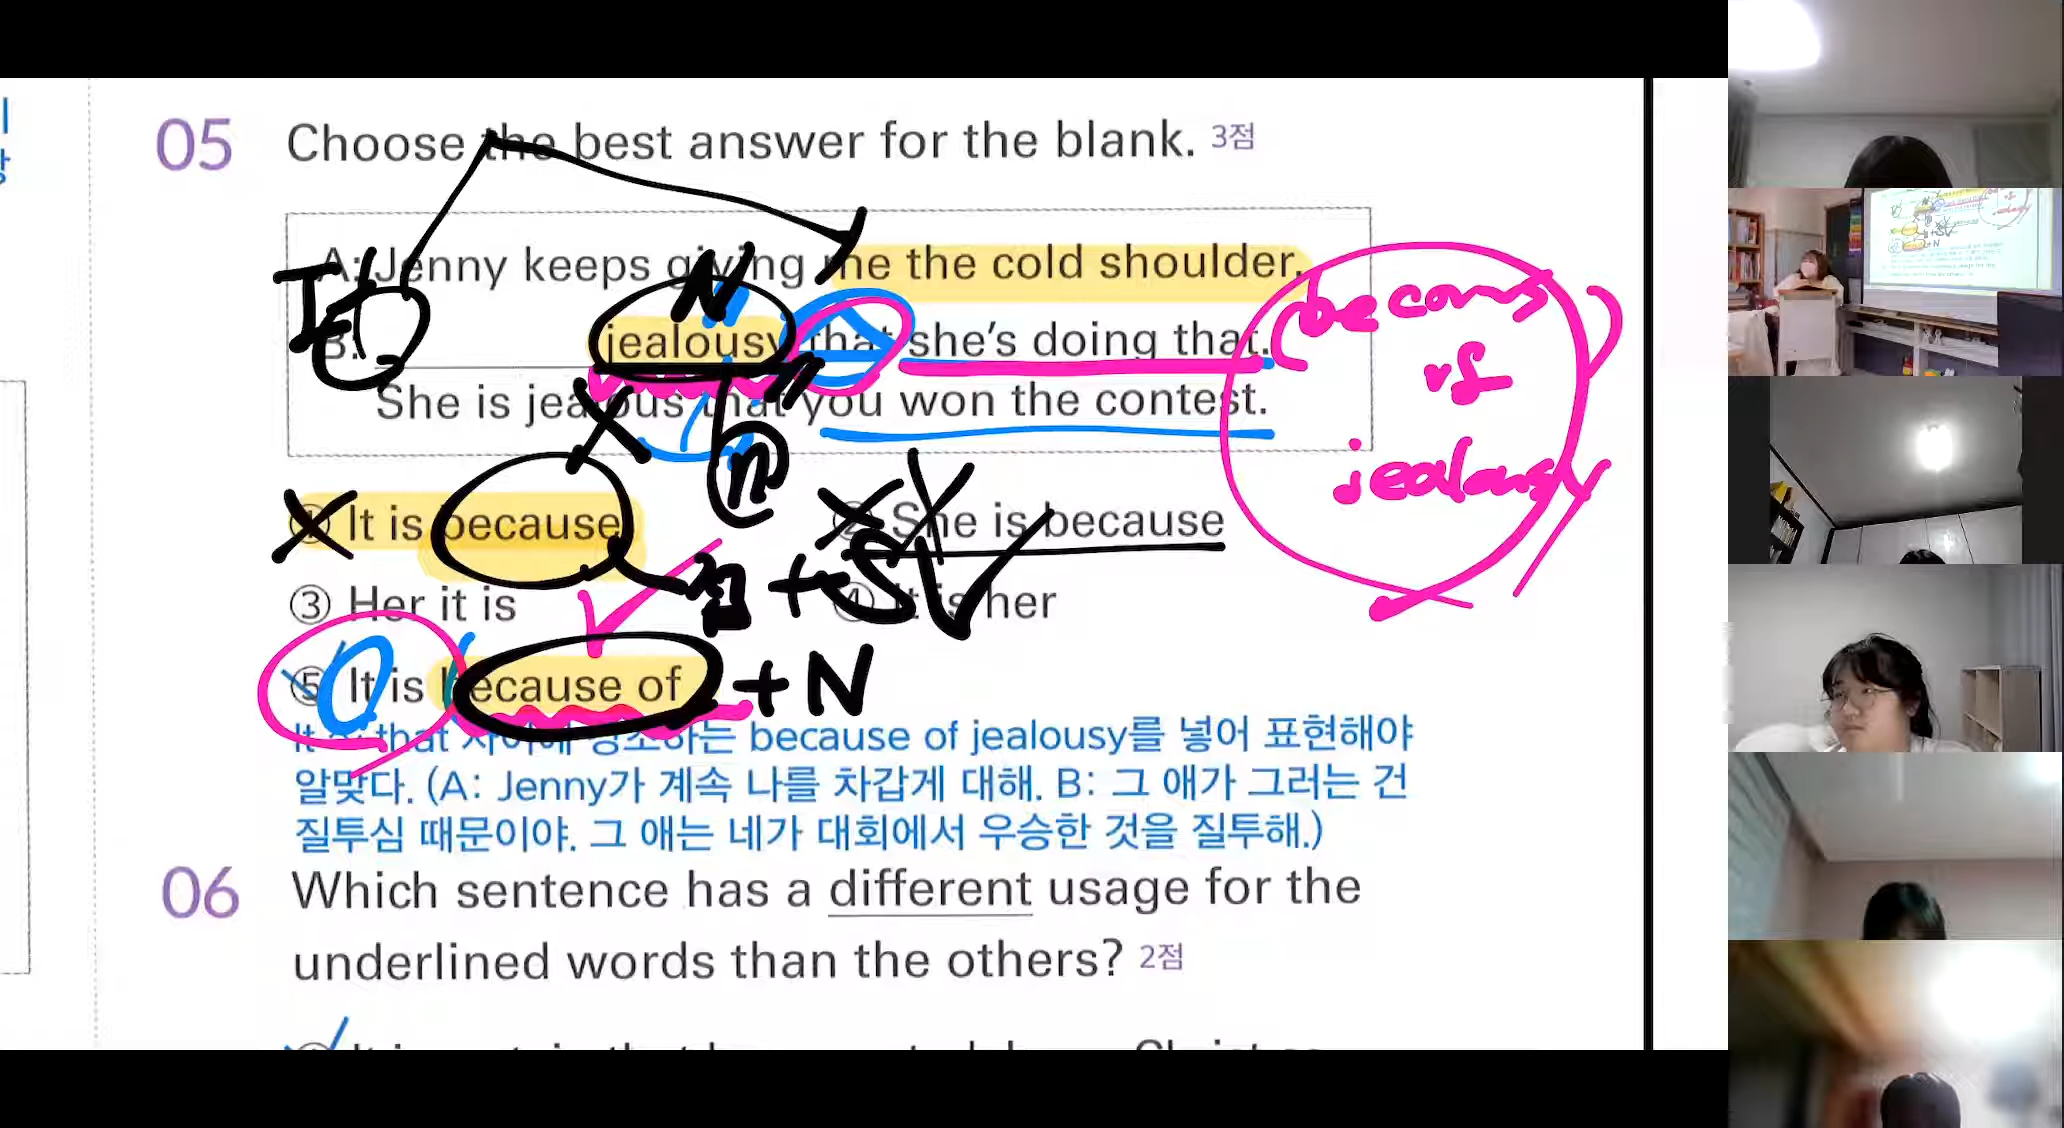 05 Choose the best answer for the blank. 3점
A: Jenny keeps giving me the cold shoulder.
B: jealousy that she's doing that.
She is jealous that you won the contest.
① It is because ② She is because
③ Her it is ④ It is her
⑤ It is because of + N
It is
N
n
n
+ S V
of
jealousy
that 사이에 강조하는 because of jealousy를 넣어 표현해야
알맞다. (A: Jenny가 계속 나를 차갑게 대해. B: 그 애가 그러는 건
질투심 때문이야. 그 애는 네가 대회에서 우승한 것을 질투해.)
06 Which sentence has a different usage for the
underlined words than the others? 2점